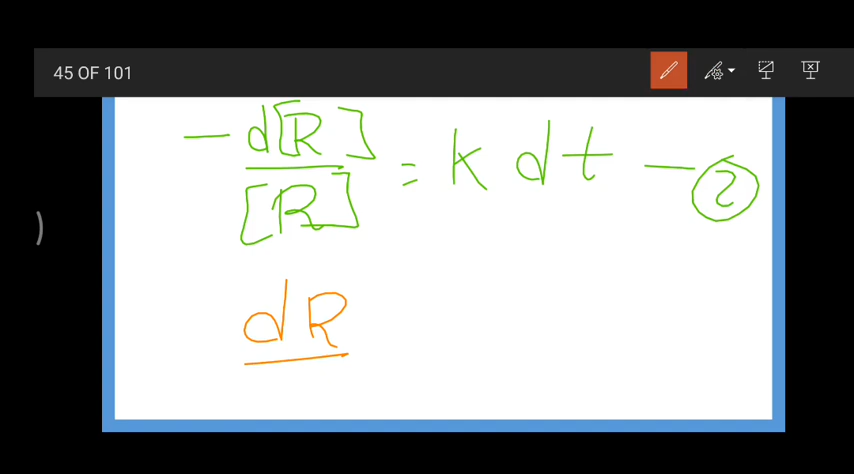 45 OF 101
- d[R] / [R] = k dt — ②
dR